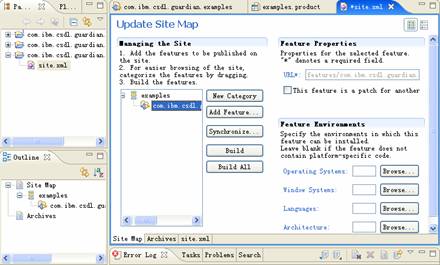 Pa...
Fl...
com.ibm.csdl.guardian.
com.ibm.csdl.guardian.
site.xml
Outline
Site Map
examples
com.ibm.csdl.gu
Archives
com.ibm.csdl.guardian.examples
examples.product
*site.xml
Update Site Map
Managing the Site
1. Add the features to be published on
the site.
2. For easier browsing of the site,
categorize the features by dragging.
3. Build the features.
examples
com.ibm.csdl.g
New Category
Add Feature...
Synchronize...
Build
Build All
Feature Properties
Properties for the selected feature.
"*" denotes a required field.
URL*:
features/com.ibm.csdl.guardian
This feature is a patch for another
Feature Environments
Specify the environments in which this
feature can be installed.
Leave blank if the feature does not
contain platform-specific code.
Operating Systems:
Browse...
Window Systems:
Browse...
Languages:
Browse...
Architecture:
Browse...
Site Map
Archives
site.xml
Error Log
Tasks
Problems
Search